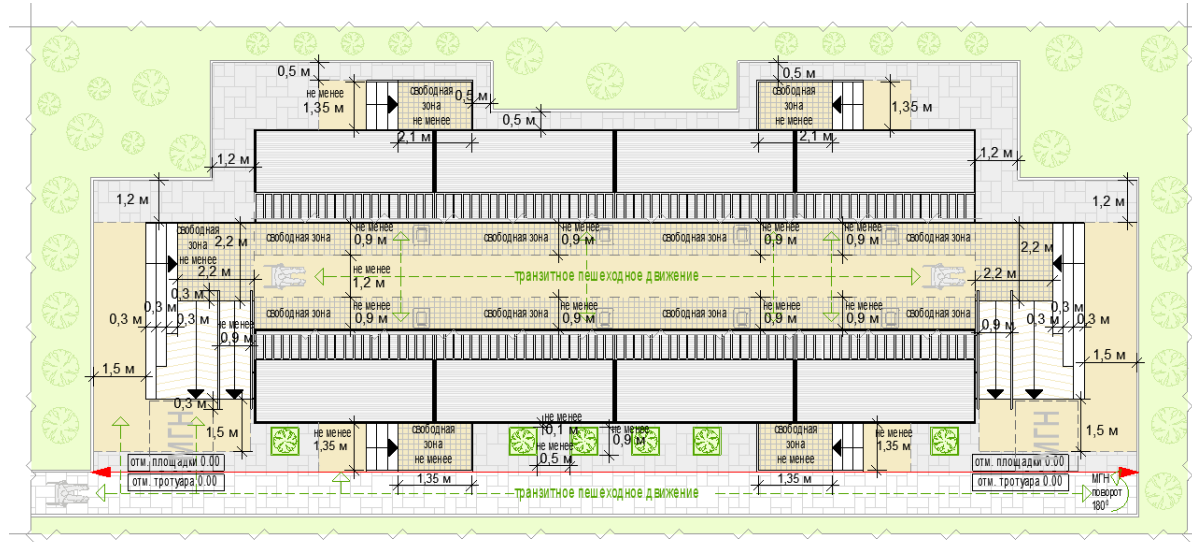 0,5 м
0,5 м
не менее
1,35 м
свободная
зона
не менее
0,5 м
0,5 м
свободная
зона
не менее
1,35 м
2,1 м
2,1 м
1,2 м
1,2 м
1,2 м
1,2 м
свободная
зона
не менее
2,2 м
свободная зона
не менее
0,9 м
свободная зона
не менее
0,9 м
свободная зона
не менее
0,9 м
не менее
0,9 м
свободная зона
2,2 м
2,2 м
не менее
1,2 м
транзитное пешеходное движение
2,2 м
0,3 м
0,3 м
0,3 м
не менее
0,9 м
свободная зона
не менее
0,9 м
свободная зона
не менее
0,9 м
свободная зона
не менее
0,9 м
не менее
0,9 м
свободная зона
0,9 м
0,3 м
0,3 м
0,3 м
1,5 м
1,5 м
0,3 м
МГН
1,5 м
не менее
1,35 м
свободная
зона
не менее
не менее
0,1 м
не менее
0,9 м
не менее
0,5 м
свободная
зона
не менее
не менее
1,35 м
МГН
1,5 м
отм. площадки 0.00
отм. тротуара 0.00
1,35 м
1,35 м
отм. площадки 0.00
отм. тротуара 0.00
транзитное пешеходное движение
МГН
поворот
180⁰